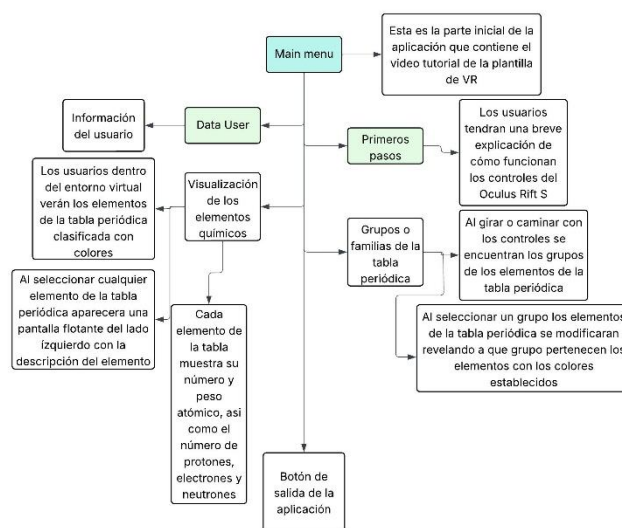 Main menu
Esta es la parte inicial de la
aplicación que contiene el
video tutorial de la plantilla
de VR
Información
del usuario
Data User
Primeros
pasos
Los usuarios
tendran una breve
explicación de
cómo funcionan
los controles del
Oculus Rift S
Los usuarios dentro
del entorno virtual
verán los elementos
de la tabla periódica
clasificada con
colores
Visualización
de los
elementos
químicos
Grupos o
familias de la
tabla
periódica
Al girar o caminar con
los controles se
encuentran los grupos
de los elementos de la
tabla periódica
Al seleccionar cualquier
elemento de la tabla
periódica aparecera una
pantalla flotante del lado
ízquierdo con la
descripción del elemento
Cada
elemento de
la tabla
muestra su
número y
peso
atómico, asi
como el
número de
protones,
electrones y
neutrones
Al seleccionar un grupo los elementos
de la tabla periódica se modificaran
revelando a que grupo pertenecen los
elementos con los colores
establecidos
Botón de
salida de la
aplicación